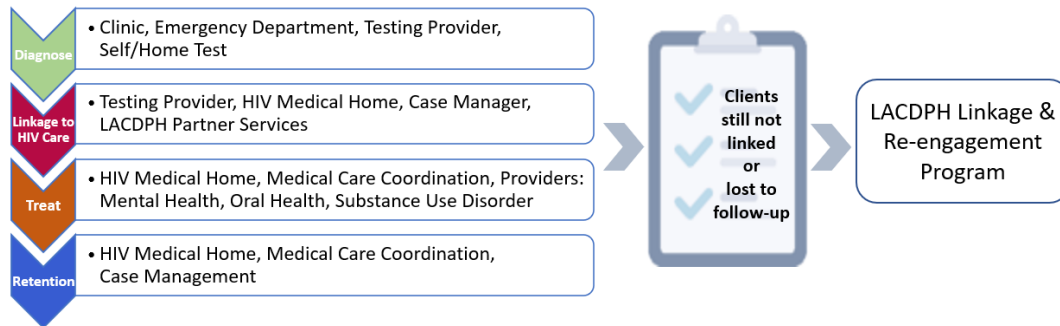 Diagnose
• Clinic, Emergency Department, Testing Provider,
Self/Home Test
Linkage to
HIV Care
• Testing Provider, HIV Medical Home, Case Manager,
LACDPH Partner Services
Treat
• HIV Medical Home, Medical Care Coordination, Providers:
Mental Health, Oral Health, Substance Use Disorder
Retention
• HIV Medical Home, Medical Care Coordination,
Case Management
Clients
still not
linked
or
lost to
follow-up
LACDPH Linkage &
Re-engagement
Program